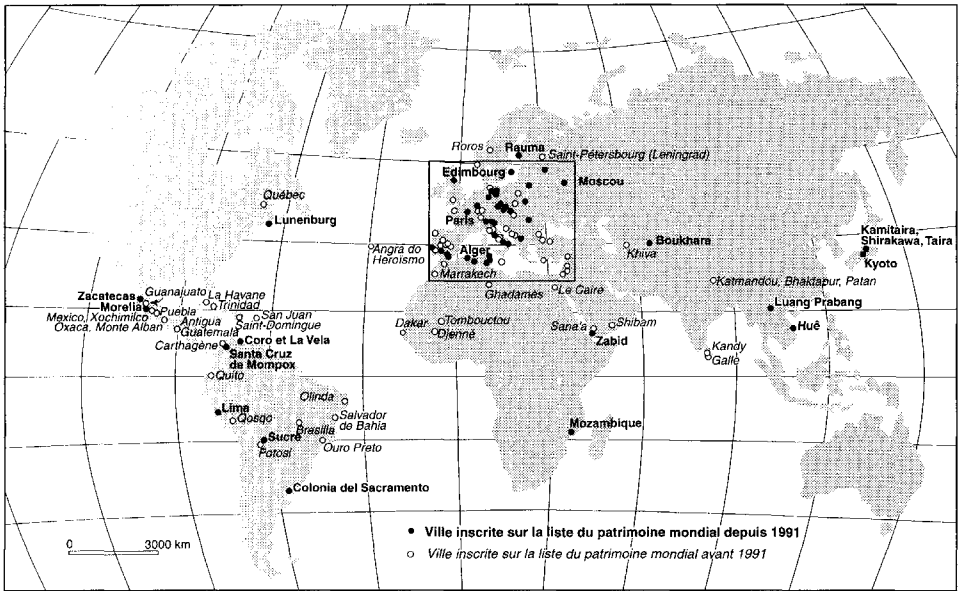 Roros
Rauma
Saint-Pétersbourg (Leningrad)
Edimbourg
Moscou
Québec
Lunenburg
Paris
Angra do
Heroismo
Alger
Marrakech
Ghadamès
Le Caire
Khiva
Boukhara
Kamitaira,
Shirakawa, Taira
Kyoto
Katmandou, Bhaktapur, Patan
Luang Prabang
Huê
Zacatecas
Guanajuato
Morelia
Mexico, Xochimilco
Puebla
Oxaca, Monte Alban
La Havane
Trinidad
Antigua
Guatemala
San Juan
Saint-Domingue
Carthagène
Coro et La Vela
Santa Cruz
de Mompox
Quito
Dakar
Tombouctou
Djenné
Sana'a
Shibam
Zabid
Kandy
Galle
Olinda
Lima
Qosqo
Salvador
de Bahia
Brasilia
Sucre
Potosi
Ouro Preto
Mozambique
Colonia del Sacramento
Ville inscrite sur la liste du patrimoine mondial depuis 1991
Ville inscrite sur la liste du patrimoine mondial avant 1991
0 3000 km